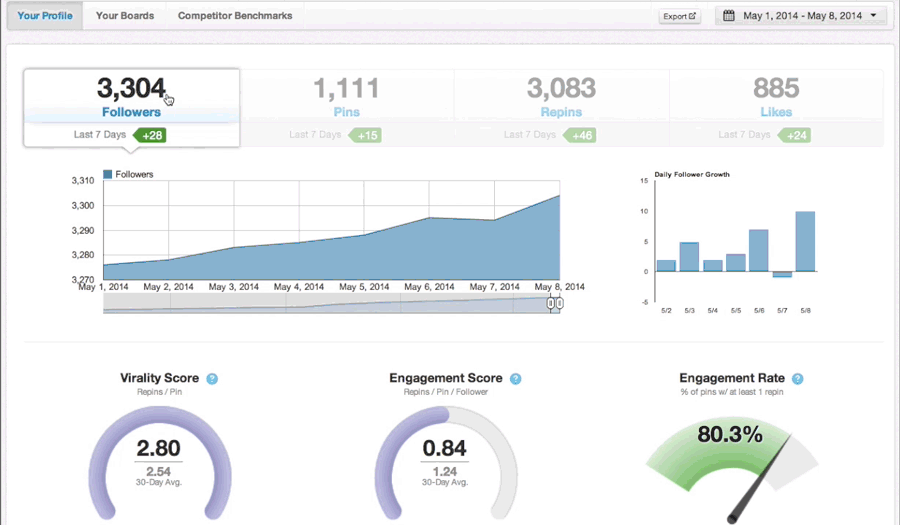 Your Profile Your Boards Competitor Benchmarks Export May 1, 2014 - May 8, 2014
3,304 1,111 3,083 885
Followers Pins Repins Likes
Last 7 Days +28 Last 7 Days +15 Last 7 Days +46 Last 7 Days +24
Followers
3,310
3,300
3,290
3,280
3,270
May 1, 2014 May 2, 2014 May 3, 2014 May 4, 2014 May 5, 2014 May 6, 2014 May 7, 2014 May 8, 2014
Daily Follower Growth
15
10
5
0
-5
5/2 5/3 5/4 5/5 5/6 5/7 5/8
Virality Score ? Engagement Score ? Engagement Rate ?
Repins / Pin Repins / Pin / Follower % of pins w/ at least 1 repin
2.80 0.84 80.3%
2.54 1.24
30-Day Avg. 30-Day Avg.